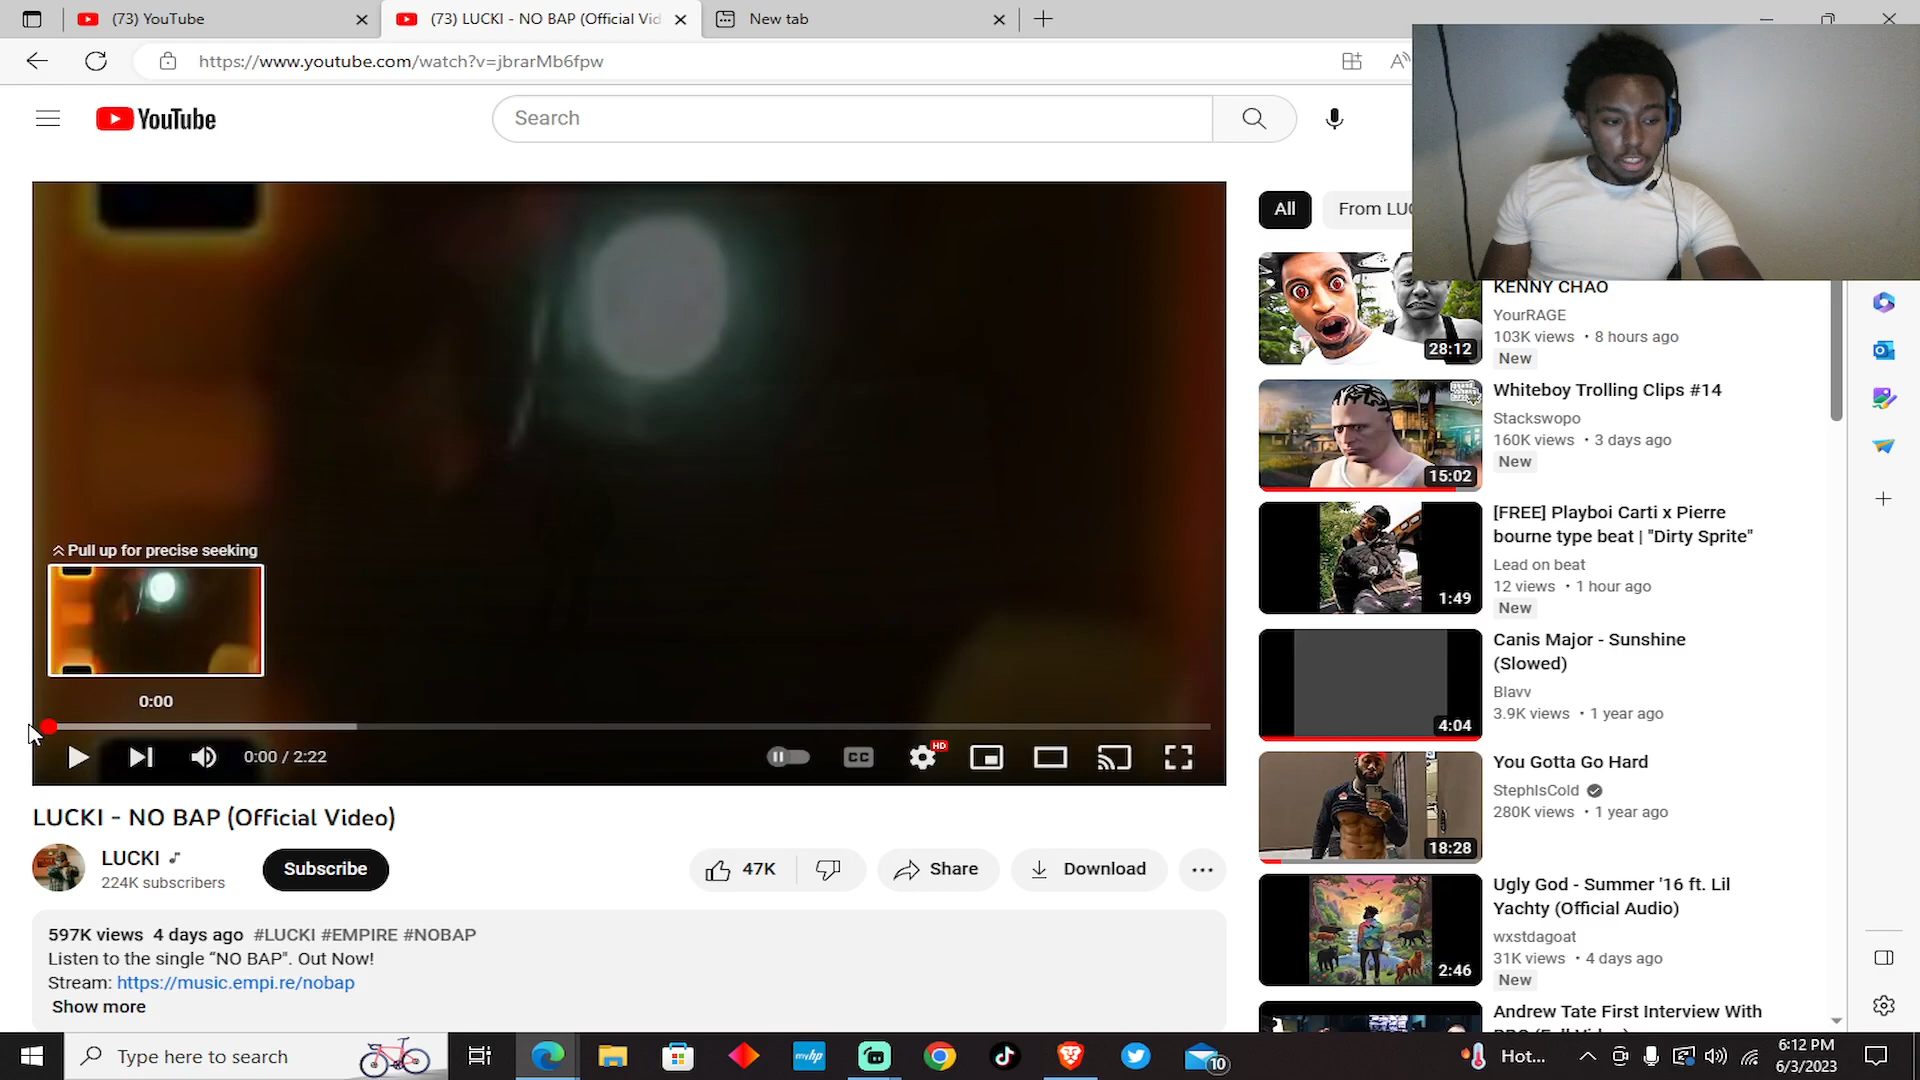 (73) YouTube
(73) LUCKI - NO BAP (Official Vid
New tab
https://www.youtube.com/watch?v=jbrarMb6fpw
YouTube
Search
All
From LUC
Pull up for precise seeking
0:00
0:00 / 2:22
CC
HD
LUCKI - NO BAP (Official Video)
LUCKI
224K subscribers
Subscribe
47K
Share
Download
597K views 4 days ago #LUCKI #EMPIRE #NOBAP
Listen to the single “NO BAP". Out Now!
Stream: https://music.empi.re/nobap
Show more
28:12
KENNY CHAO
YourRAGE
103K views • 8 hours ago
New
15:02
Whiteboy Trolling Clips #14
Stackswopo
160K views • 3 days ago
New
1:49
[FREE] Playboi Carti x Pierre
bourne type beat | "Dirty Sprite"
Lead on beat
12 views • 1 hour ago
New
4:04
Canis Major - Sunshine
(Slowed)
Blavv
3.9K views • 1 year ago
18:28
You Gotta Go Hard
StephIsCold
280K views • 1 year ago
2:46
Ugly God - Summer '16 ft. Lil
Yachty (Official Audio)
wxstdagoat
31K views • 4 days ago
New
Andrew Tate First Interview With
Type here to search
myhp
10
Hot...
6:12 PM
6/3/2023